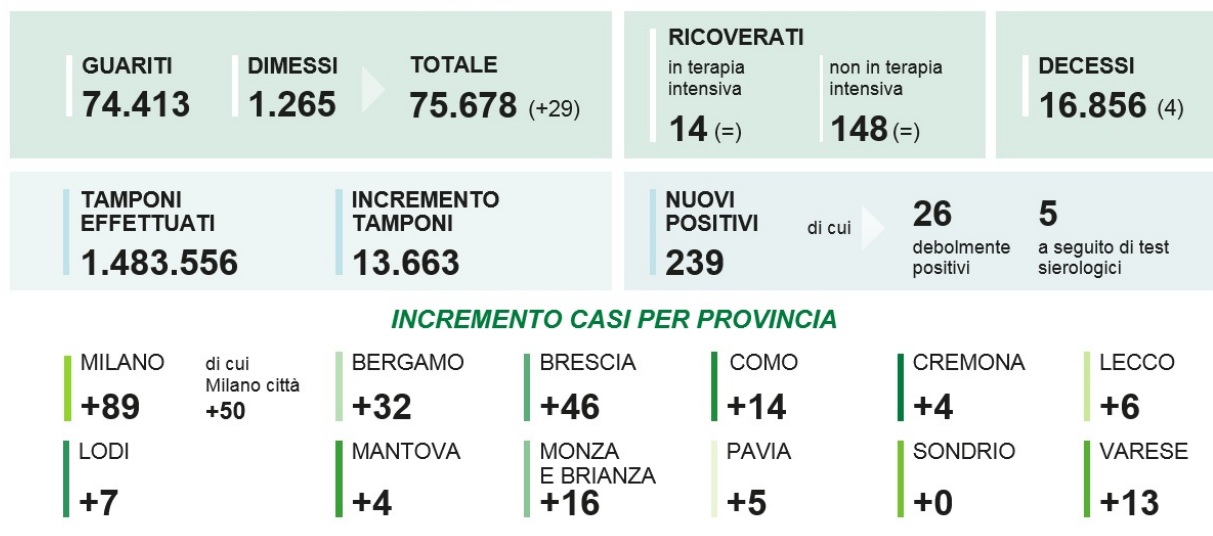 GUARITI
74.413
DIMESSI
1.265
TOTALE
75.678 (+29)
RICOVERATI
in terapia
intensiva
14 (=)
non in terapia
intensiva
148 (=)
DECESSI
16.856 (4)
TAMPONI
EFFETTUATI
1.483.556
INCREMENTO
TAMPONI
13.663
NUOVI
POSITIVI
239
di cui
26
debolmente
positivi
5
a seguito di test
sierologici
INCREMENTO CASI PER PROVINCIA
MILANO
+89
di cui
Milano città
+50
BERGAMO
+32
BRESCIA
+46
COMO
+14
CREMONA
+4
LECCO
+6
LODI
+7
MANTOVA
+4
MONZA
E BRIANZA
+16
PAVIA
+5
SONDRIO
+0
VARESE
+13